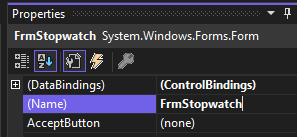 Properties
FrmStopwatch System.Windows.Forms.Form
(DataBindings) (ControlBindings)
(Name) FrmStopwatch
AcceptButton (none)